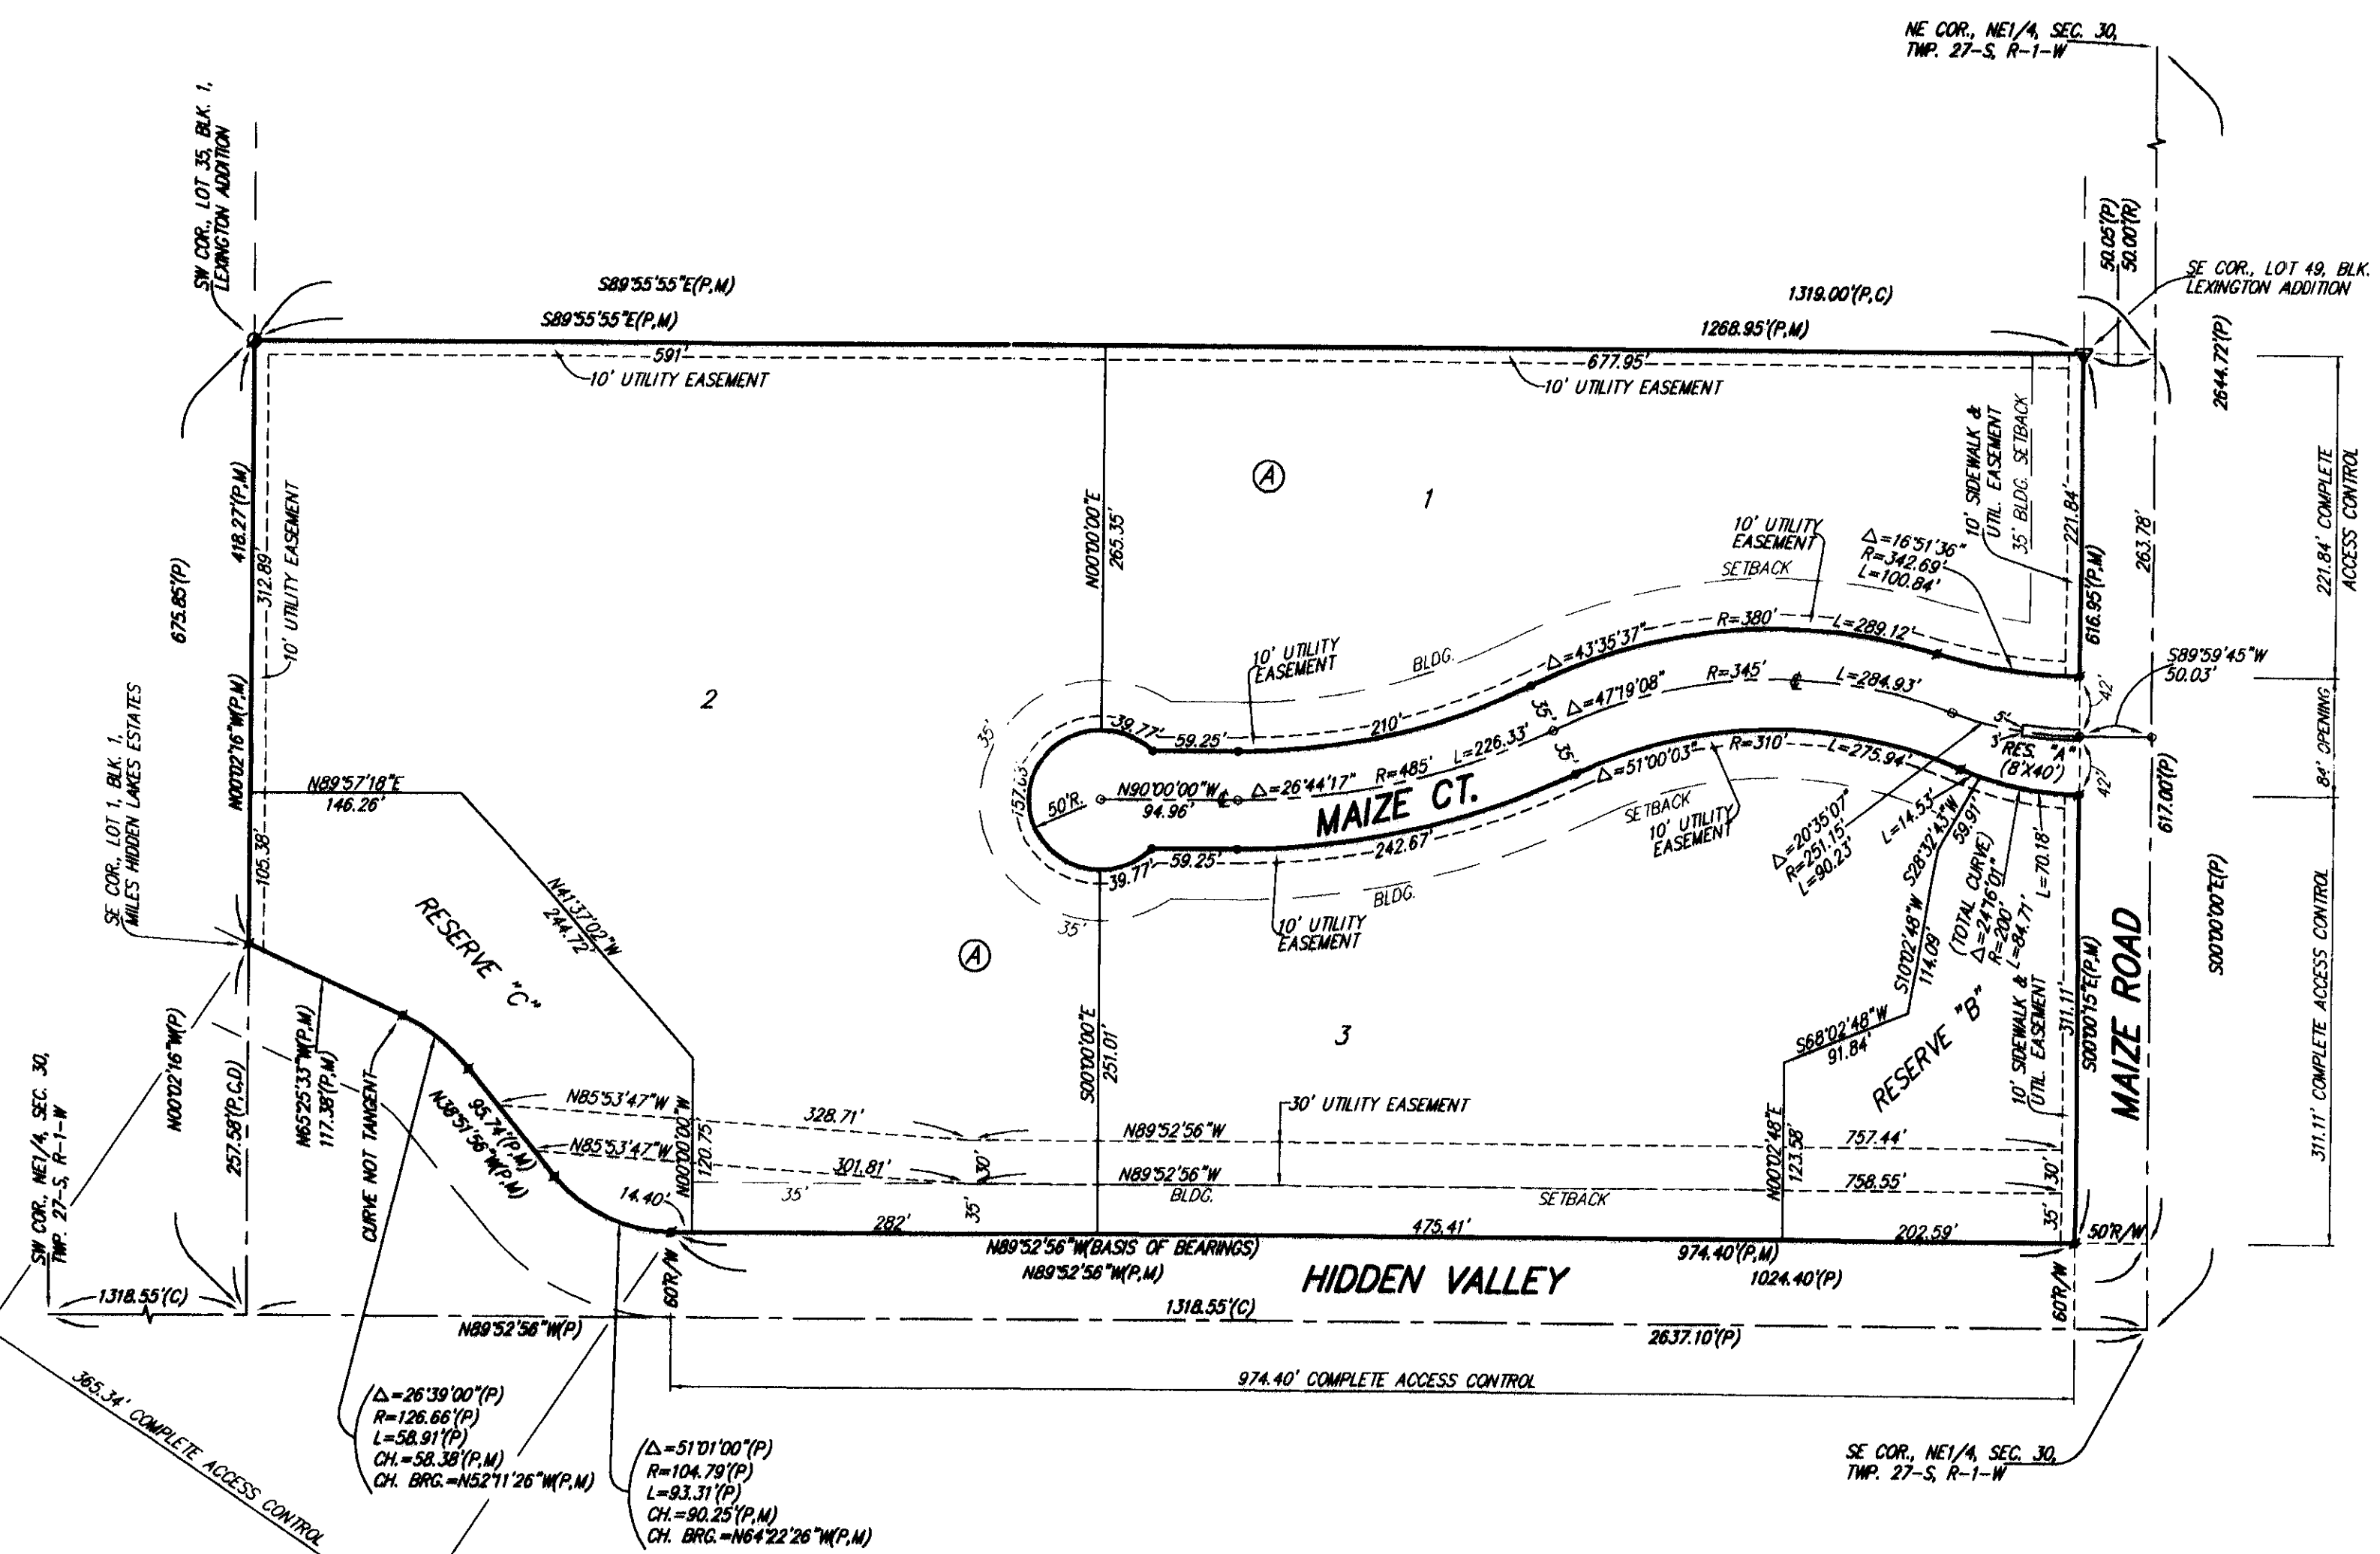 NE COR., NE1/4, SEC. 30,
TWP. 27-S, R-1-W
SW COR., LOT 35, BLK. 1,
LEXINGTON ADDITION
S89°55'55"E(P,M)
1319.00'(P,C)
S89°55'55"E(P,M)
1268.95'(P,M)
50.05'(P)
50.00'(R)
SE COR., LOT 49, BLK.
LEXINGTON ADDITION
591'
10' UTILITY EASEMENT
677.95'
10' UTILITY EASEMENT
2644.72'(P)
418.27'(P,M)
312.89'
10' UTILITY EASEMENT
675.85'(P)
N00°02'16"W(P,M)
105.38'
N00°00'00"E
265.35'
A
1
2
10' SIDEWALK &
UTIL. EASEMENT
35' BLDG. SETBACK
221.84'
263.78'
221.84' COMPLETE
ACCESS CONTROL
616.95'(P,M)
10' UTILITY
EASEMENT
SETBACK
Δ=16°51'36"
R=342.69'
L=100.84'
S89°59'45"W
50.03'
10' UTILITY
EASEMENT
BLDG.
Δ=43°35'37"
R=380'
L=289.12'
39.77'
59.25'
210'
35'
Δ=47°19'08"
R=345'
L=284.93'
35'
157.03'
50'R.
N90°00'00"W
94.96'
Δ=26°44'17"
R=485'
L=226.33'
35'
MAIZE CT.
Δ=51°00'03"
R=310'
L=275.94'
5'
3'
RES. "A"
(8'X40')
42'
42'
84' OPENING
617.00'(P)
39.77'
59.25'
242.67'
35'
10' UTILITY
EASEMENT
BLDG.
SETBACK
10' UTILITY
EASEMENT
Δ=20°35'07"
R=251.15'
L=90.23'
L=14.53'
S28°32'43"W
59.91'
(TOTAL CURVE)
Δ=24°16'01"
R=200'
L=84.71'
L=70.18'
S10°02'48"W
114.09'
S68°02'48"W
91.84'
RESERVE "B"
10' SIDEWALK &
UTIL. EASEMENT
311.11'
S00°00'15"E(P,M)
MAIZE ROAD
S00°00'00"E(P)
311.11' COMPLETE ACCESS CONTROL
SE COR., LOT 1, BLK. 1,
MILES HIDDEN LAKES ESTATES
N89°57'18"E
146.26'
N41°37'02"W
244.72'
RESERVE "C"
A
3
S00°00'00"E
251.01'
SW COR., NE1/4, SEC. 30,
TWP. 27-S, R-1-W
N00°02'16"W(P)
257.58'(P,C,D)
N65°25'33"W(P,M)
117.38'(P,M)
CURVE NOT TANGENT
95.74'(P,M)
N38°51'56"W(P,M)
N85°53'47"W
328.71'
N85°53'47"W
301.81'
30'
N89°52'56"W
30' UTILITY EASEMENT
757.44'
N89°52'56"W
758.55'
30'
35'
N00°00'00"W
120.75
14.40'
35'
35'
BLDG.
SETBACK
N00°02'48"E
123.58'
282'
475.41'
202.59'
50'R/W
N89°52'56"W(BASIS OF BEARINGS)
974.40'(P,M)
N89°52'56"W(P,M)
HIDDEN VALLEY
1024.40'(P)
60'R/W
60'R/W
1318.55'(C)
1318.55'(C)
N89°52'56"W(P)
2637.10'(P)
974.40' COMPLETE ACCESS CONTROL
365.34' COMPLETE ACCESS CONTROL
Δ=26°39'00"(P)
R=126.66'(P)
L=58.91'(P)
CH.=58.38'(P,M)
CH. BRG.=N52°11'26"W(P,M)
Δ=51°01'00"(P)
R=104.79'(P)
L=93.31'(P)
CH.=90.25'(P,M)
CH. BRG.=N64°22'26"W(P,M)
SE COR., NE1/4, SEC. 30,
TWP. 27-S, R-1-W